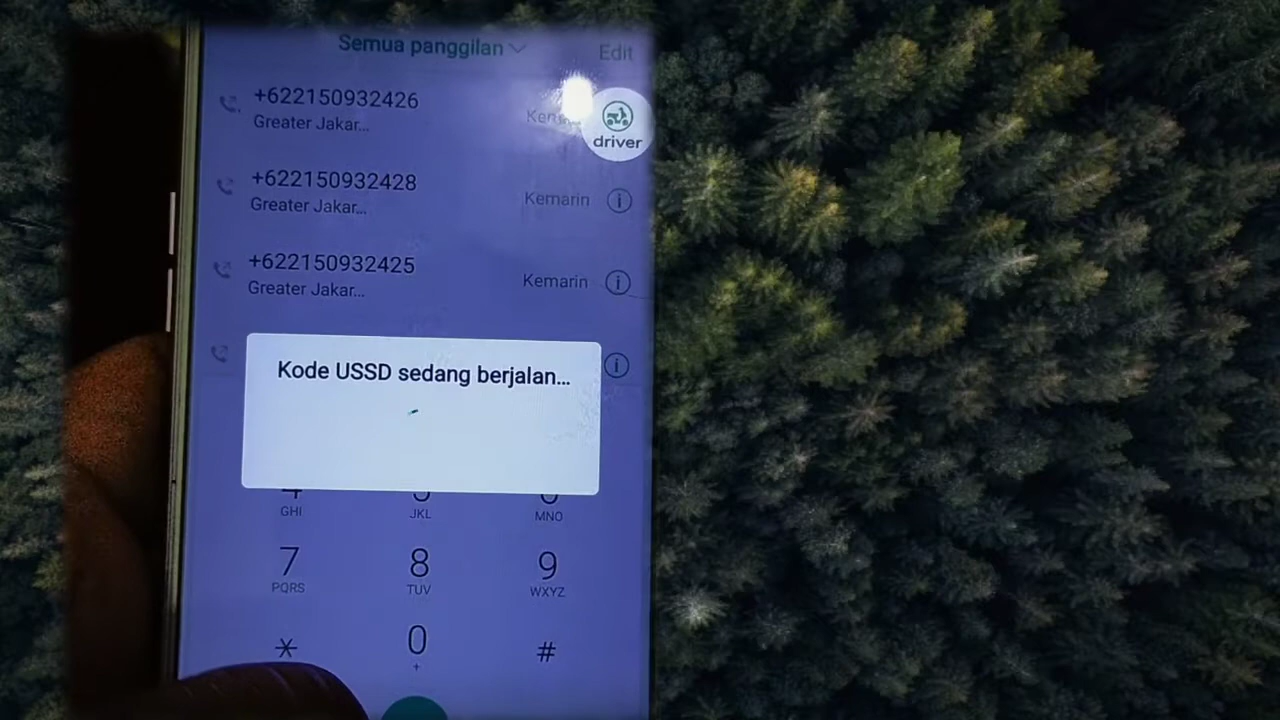 Semua panggilan
Edit
+622150932426
Greater Jakar...
driver
+622150932428
Greater Jakar...
Kemarin
+622150932425
Greater Jakar...
Kemarin
Kode USSD sedang berjalan...
GHI
JKL
MNO
7
8
9
PQRS
TUV
WXYZ
*
0
#
+